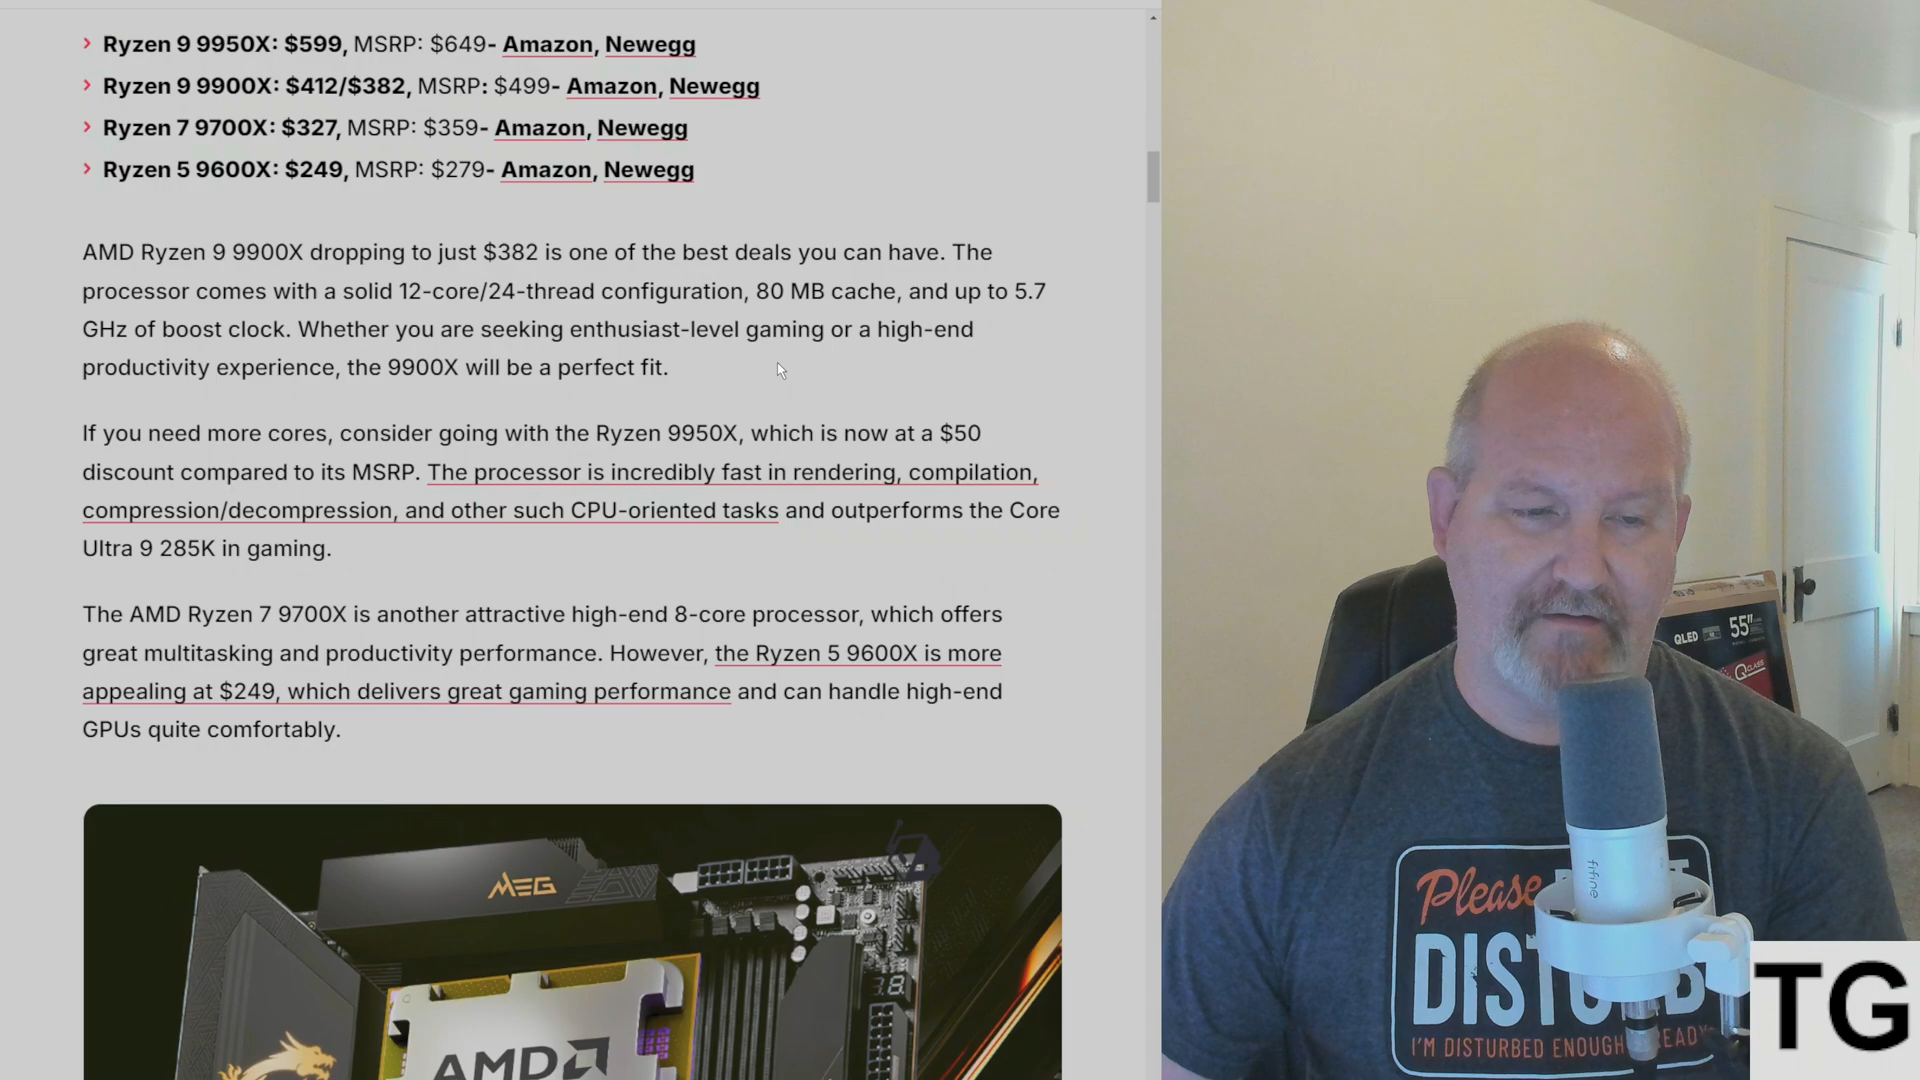 Ryzen 9 9950X: $599, MSRP: $649- Amazon, Newegg
Ryzen 9 9900X: $412/$382, MSRP: $499- Amazon, Newegg
Ryzen 7 9700X: $327, MSRP: $359- Amazon, Newegg
Ryzen 5 9600X: $249, MSRP: $279- Amazon, Newegg
AMD Ryzen 9 9900X dropping to just $382 is one of the best deals you can have. The
processor comes with a solid 12-core/24-thread configuration, 80 MB cache, and up to 5.7
GHz of boost clock. Whether you are seeking enthusiast-level gaming or a high-end
productivity experience, the 9900X will be a perfect fit.
If you need more cores, consider going with the Ryzen 9950X, which is now at a $50
discount compared to its MSRP. The processor is incredibly fast in rendering, compilation,
compression/decompression, and other such CPU-oriented tasks and outperforms the Core
Ultra 9 285K in gaming.
The AMD Ryzen 7 9700X is another attractive high-end 8-core processor, which offers
great multitasking and productivity performance. However, the Ryzen 5 9600X is more
appealing at $249, which delivers great gaming performance and can handle high-end
GPUs quite comfortably.
MEG
AMD
QLED 55"
QCLASS
fifine
Please
I'M DISTURBED ENOUGH
TG